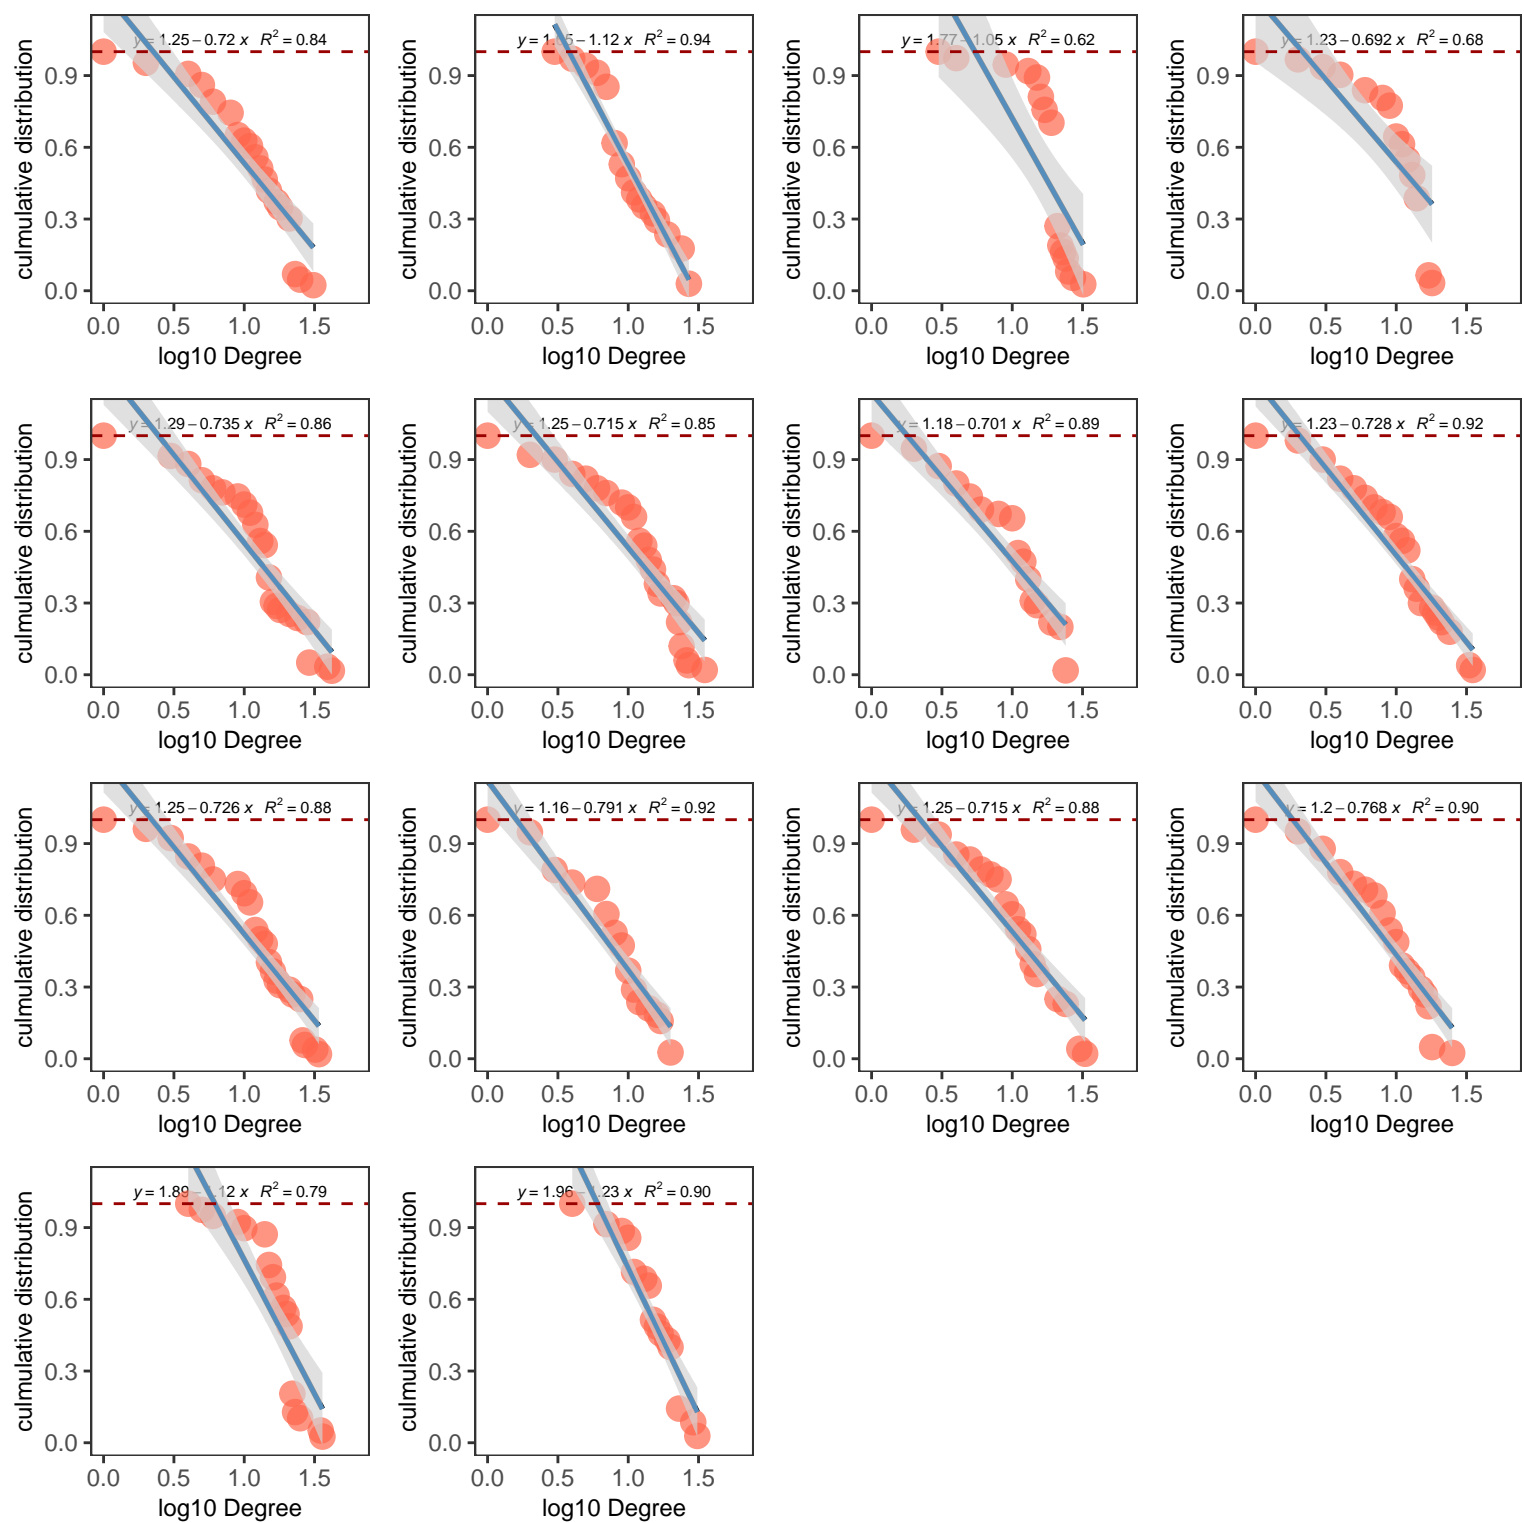 y = 1.25 − 0.72 x R² = 0.84
culmulative distribution
0.9
0.6
0.3
0.0
0.0 0.5 1.0 1.5
log10 Degree
y = 1.65 − 1.12 x R² = 0.94
culmulative distribution
0.9
0.6
0.3
0.0
0.0 0.5 1.0 1.5
log10 Degree
y = 1.77 − 1.05 x R² = 0.62
culmulative distribution
0.9
0.6
0.3
0.0
0.0 0.5 1.0 1.5
log10 Degree
y = 1.23 − 0.692 x R² = 0.68
culmulative distribution
0.9
0.6
0.3
0.0
0.0 0.5 1.0 1.5
log10 Degree
y = 1.29 − 0.735 x R² = 0.86
culmulative distribution
0.9
0.6
0.3
0.0
0.0 0.5 1.0 1.5
log10 Degree
y = 1.25 − 0.715 x R² = 0.85
culmulative distribution
0.9
0.6
0.3
0.0
0.0 0.5 1.0 1.5
log10 Degree
y = 1.18 − 0.701 x R² = 0.89
culmulative distribution
0.9
0.6
0.3
0.0
0.0 0.5 1.0 1.5
log10 Degree
y = 1.23 − 0.728 x R² = 0.92
culmulative distribution
0.9
0.6
0.3
0.0
0.0 0.5 1.0 1.5
log10 Degree
y = 1.25 − 0.726 x R² = 0.88
culmulative distribution
0.9
0.6
0.3
0.0
0.0 0.5 1.0 1.5
log10 Degree
y = 1.16 − 0.791 x R² = 0.92
culmulative distribution
0.9
0.6
0.3
0.0
0.0 0.5 1.0 1.5
log10 Degree
y = 1.25 − 0.715 x R² = 0.88
culmulative distribution
0.9
0.6
0.3
0.0
0.0 0.5 1.0 1.5
log10 Degree
y = 1.2 − 0.768 x R² = 0.90
culmulative distribution
0.9
0.6
0.3
0.0
0.0 0.5 1.0 1.5
log10 Degree
y = 1.89 − 1.12 x R² = 0.79
culmulative distribution
0.9
0.6
0.3
0.0
0.0 0.5 1.0 1.5
log10 Degree
y = 1.96 − 1.23 x R² = 0.90
culmulative distribution
0.9
0.6
0.3
0.0
0.0 0.5 1.0 1.5
log10 Degree